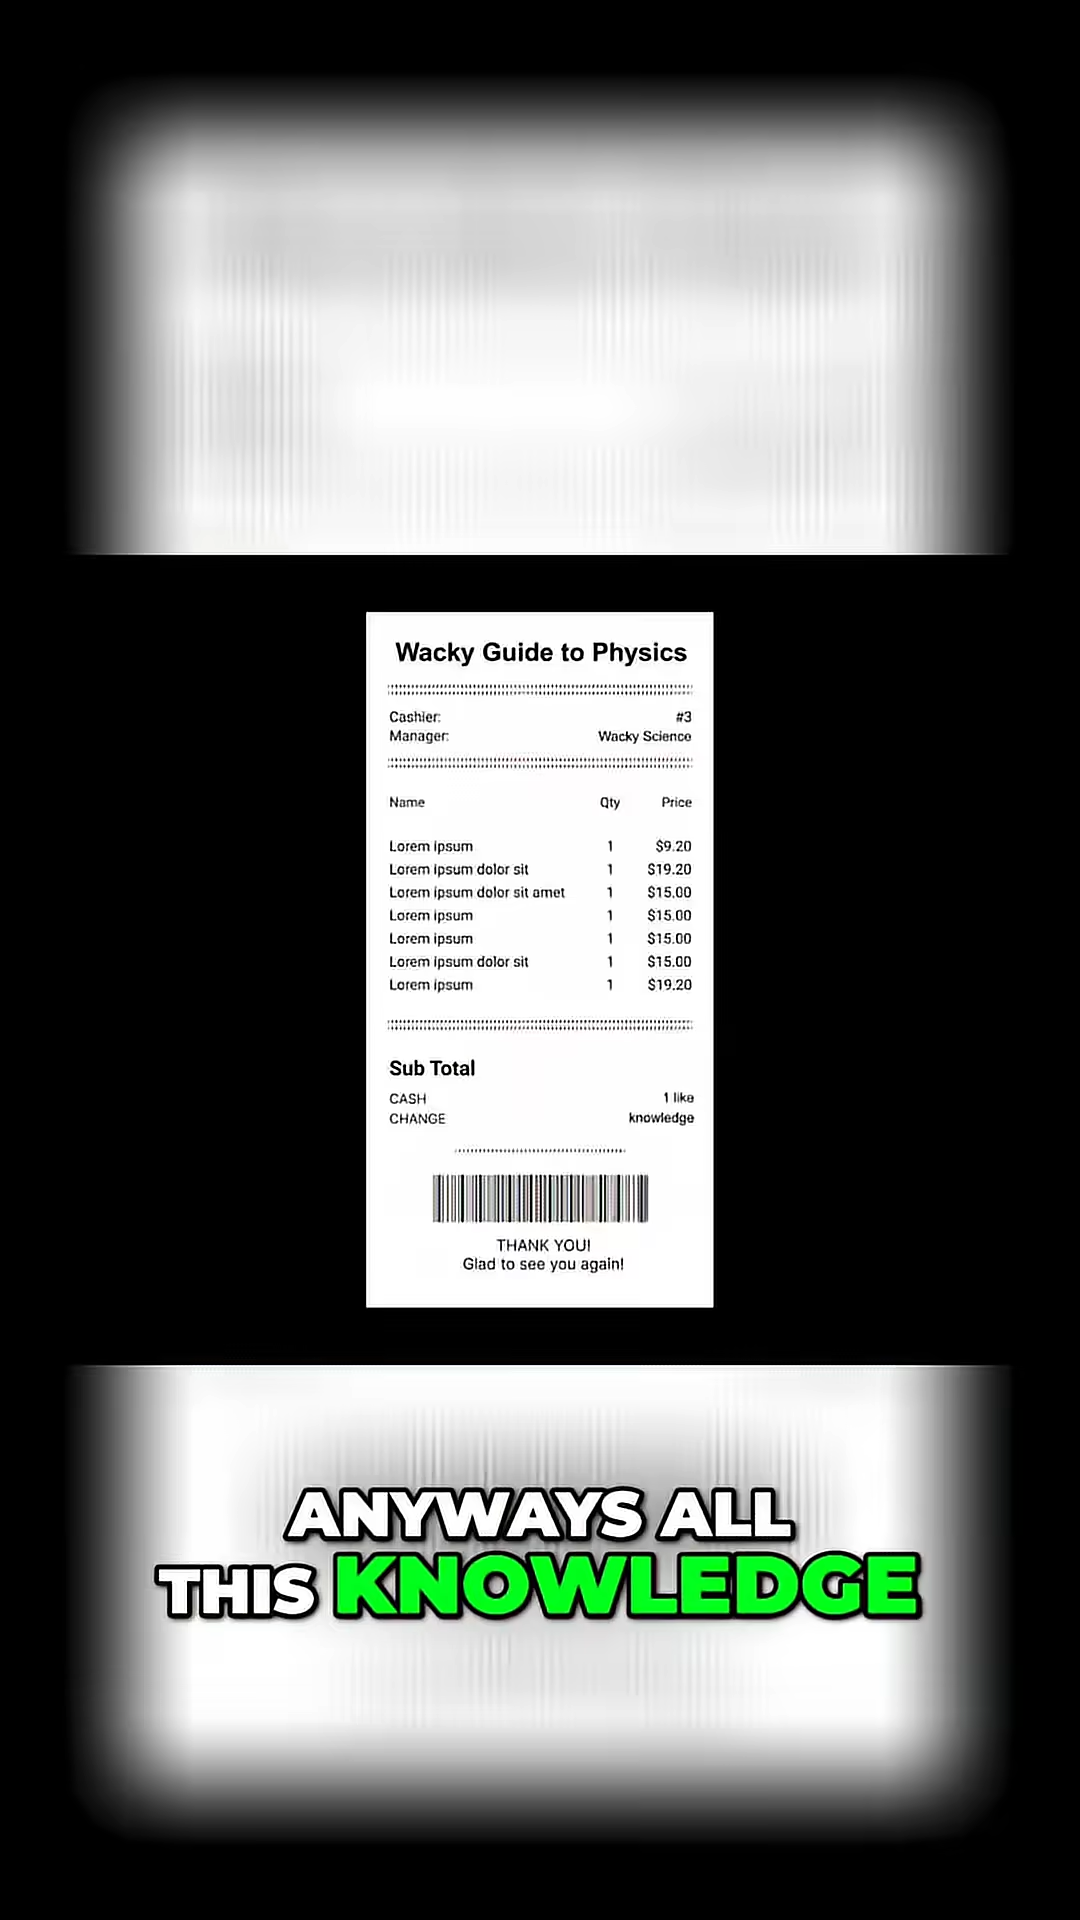 Wacky Guide to Physics
Cashier: #3
Manager: Wacky Science
Name Qty Price
Lorem ipsum 1 $9.20
Lorem ipsum dolor sit 1 $19.20
Lorem ipsum dolor sit amet 1 $15.00
Lorem ipsum 1 $15.00
Lorem ipsum 1 $15.00
Lorem ipsum dolor sit 1 $15.00
Lorem ipsum 1 $19.20
Sub Total
CASH 1 like
CHANGE knowledge
THANK YOU!
Glad to see you again!
ANYWAYS ALL
THIS KNOWLEDGE